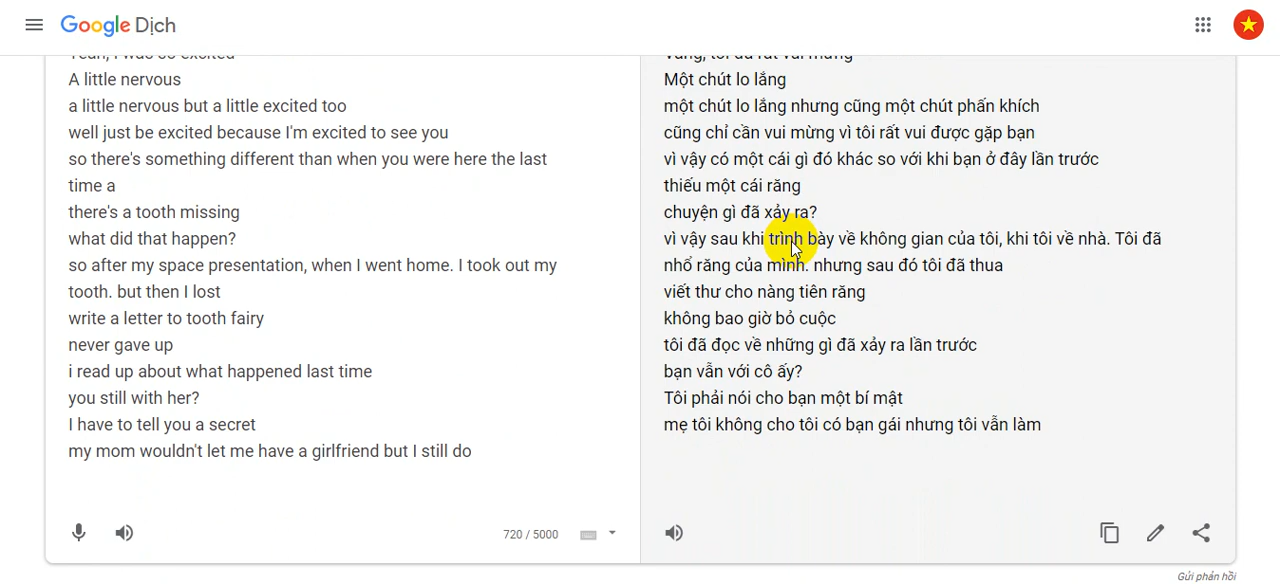 Google Dịch
Yeah, I was so excited
A little nervous
a little nervous but a little excited too
well just be excited because I'm excited to see you
so there's something different than when you were here the last
time a
there's a tooth missing
what did that happen?
so after my space presentation, when I went home. I took out my
tooth. but then I lost
write a letter to tooth fairy
never gave up
i read up about what happened last time
you still with her?
I have to tell you a secret
my mom wouldn't let me have a girlfriend but I still do
720 / 5000
Vâng, tôi đã rất vui mừng
Một chút lo lắng
một chút lo lắng nhưng cũng một chút phấn khích
cũng chỉ cần vui mừng vì tôi rất vui được gặp bạn
vì vậy có một cái gì đó khác so với khi bạn ở đây lần trước
thiếu một cái răng
chuyện gì đã xảy ra?
vì vậy sau khi trình bày về không gian của tôi, khi tôi về nhà. Tôi đã
nhổ răng của mình. nhưng sau đó tôi đã thua
viết thư cho nàng tiên răng
không bao giờ bỏ cuộc
tôi đã đọc về những gì đã xảy ra lần trước
bạn vẫn với cô ấy?
Tôi phải nói cho bạn một bí mật
mẹ tôi không cho tôi có bạn gái nhưng tôi vẫn làm
Gửi phản hồi